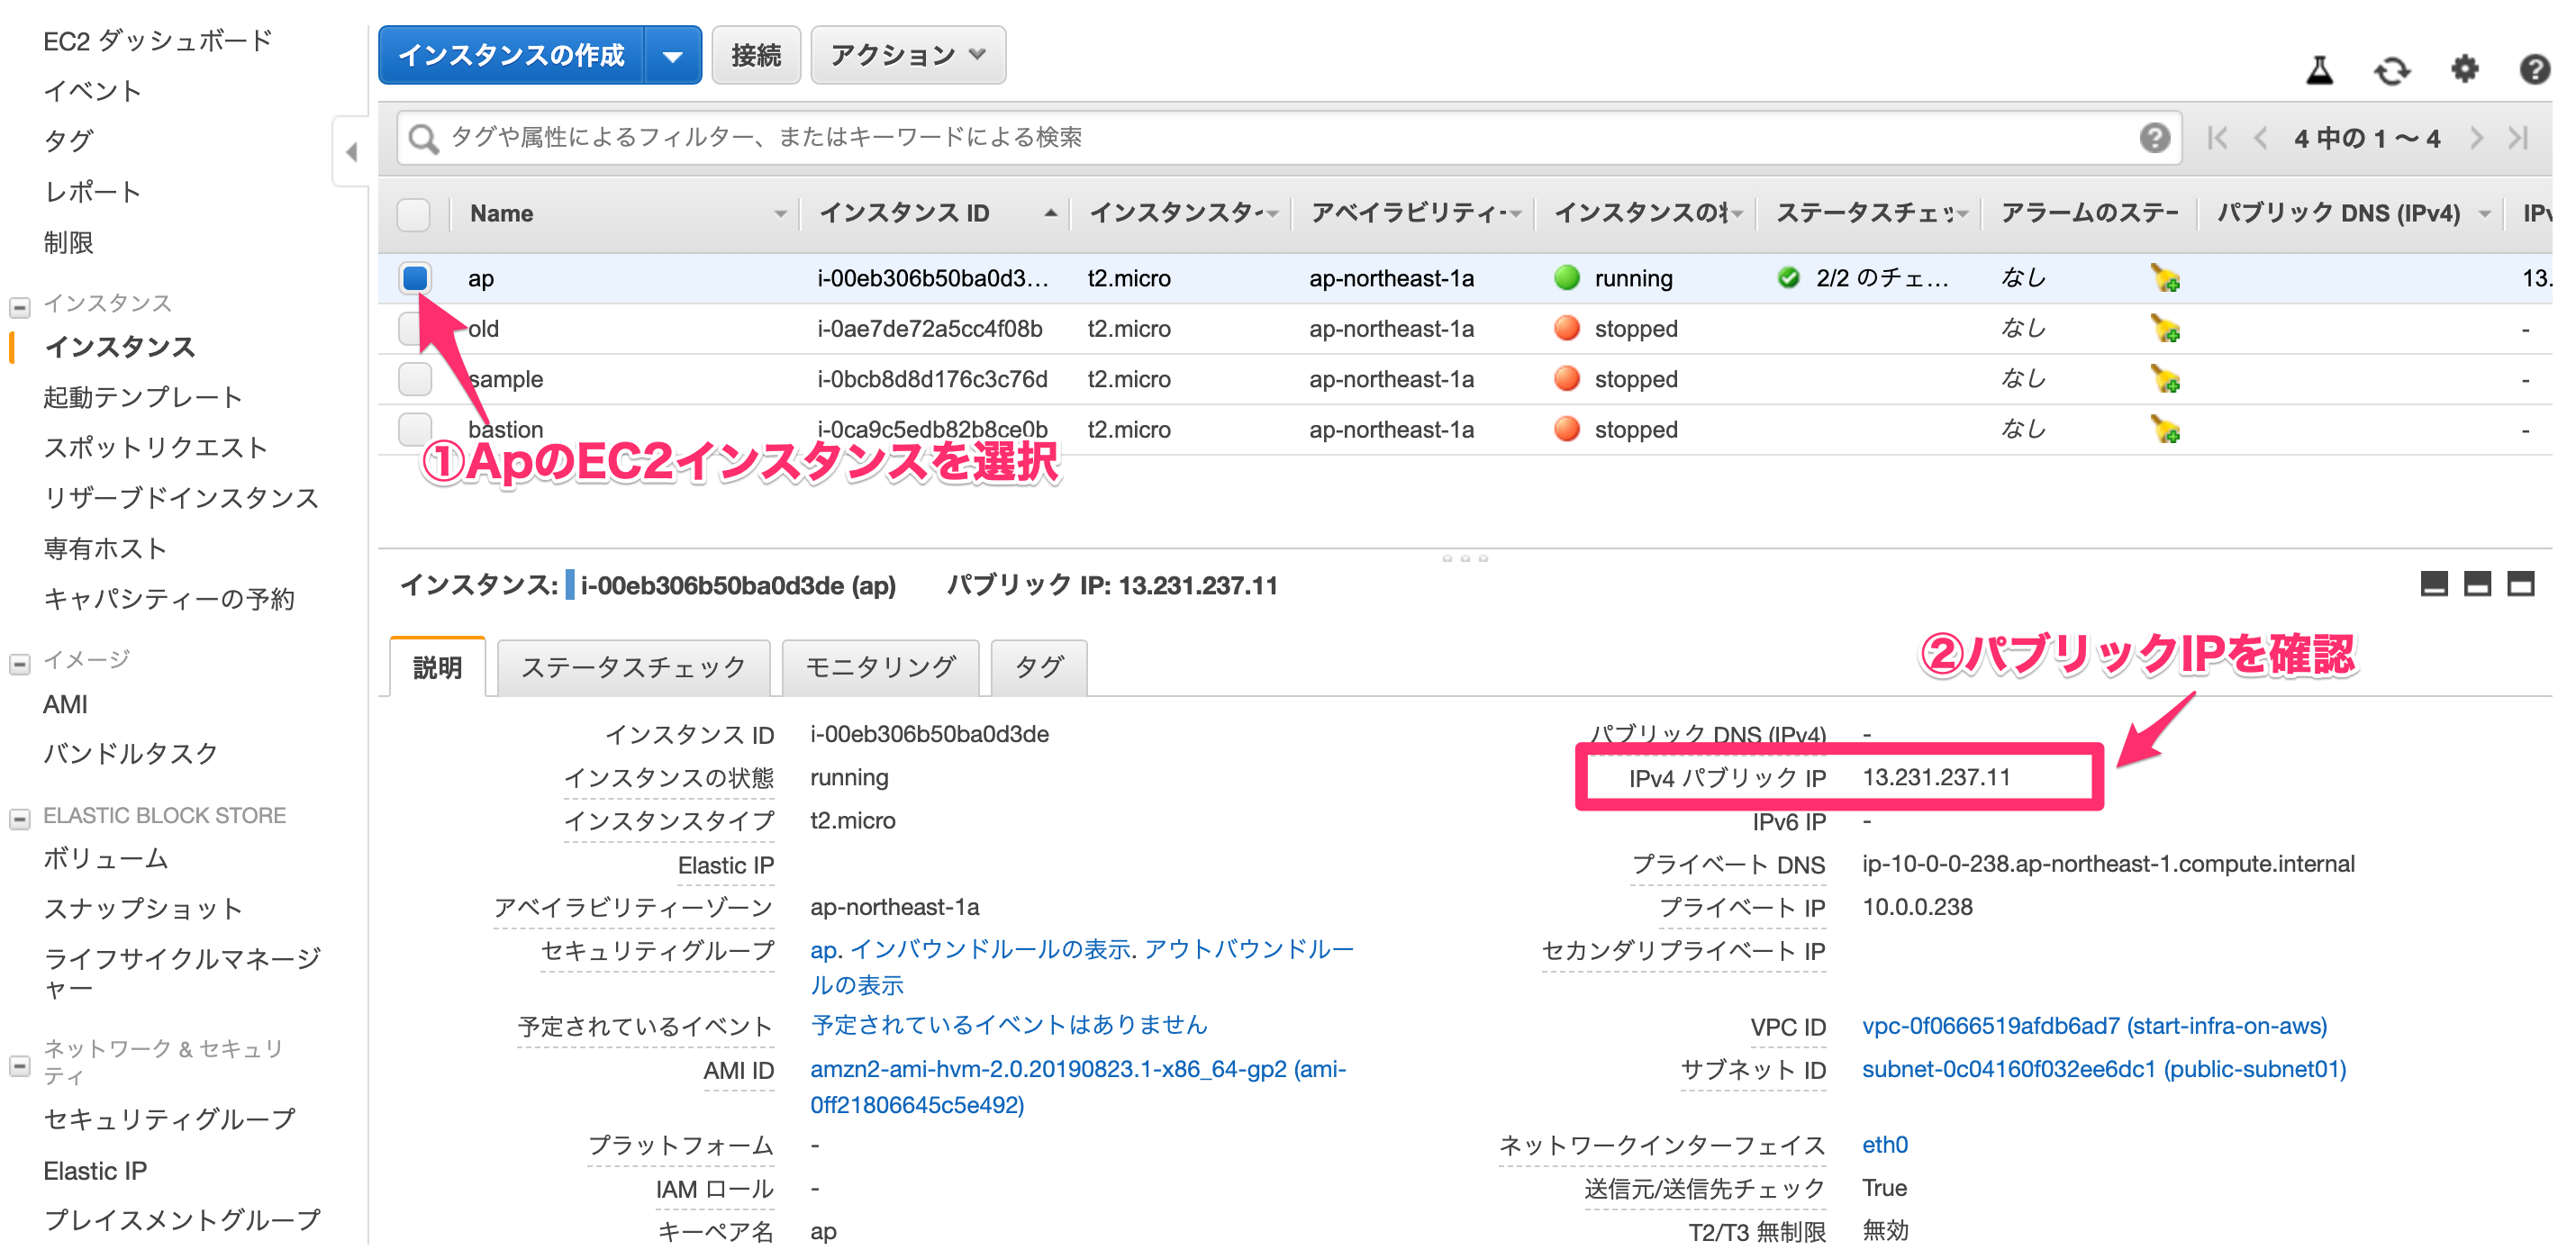 EC2 ダッシュボード
イベント
タグ
レポート
制限
インスタンス
インスタンス
起動テンプレート
スポットリクエスト
リザーブドインスタンス
専有ホスト
キャパシティーの予約
イメージ
AMI
バンドルタスク
ELASTIC BLOCK STORE
ボリューム
スナップショット
ライフサイクルマネージ
ャー
ネットワーク & セキュリ
ティ
セキュリティグループ
Elastic IP
プレイスメントグループ
インスタンスの作成 接続 アクション
タグや属性によるフィルター、またはキーワードによる検索 4 中の 1 〜 4
Name インスタンス ID インスタンスター アベイラビリティー インスタンスの状 ステータスチェッ アラームのステー パブリック DNS (IPv4) IPv
ap i-00eb306b50ba0d3… t2.micro ap-northeast-1a running 2/2 のチェ… なし 13.
old i-0ae7de72a5cc4f08b t2.micro ap-northeast-1a stopped なし -
sample i-0bcb8d8d176c3c76d t2.micro ap-northeast-1a stopped なし -
bastion i-0ca9c5edb82b8ce0b t2.micro ap-northeast-1a stopped なし -
①ApのEC2インスタンスを選択
インスタンス: i-00eb306b50ba0d3de (ap) パブリック IP: 13.231.237.11
説明 ステータスチェック モニタリング タグ
②パブリックIPを確認
インスタンス ID i-00eb306b50ba0d3de
インスタンスの状態 running
インスタンスタイプ t2.micro
Elastic IP
アベイラビリティーゾーン ap-northeast-1a
セキュリティグループ ap. インバウンドルールの表示. アウトバウンドルー
ルの表示
予定されているイベント 予定されているイベントはありません
AMI ID amzn2-ami-hvm-2.0.20190823.1-x86_64-gp2 (ami-
0ff21806645c5e492)
プラットフォーム -
IAM ロール -
キーペア名 ap
パブリック DNS (IPv4) -
IPv4 パブリック IP 13.231.237.11
IPv6 IP -
プライベート DNS ip-10-0-0-238.ap-northeast-1.compute.internal
プライベート IP 10.0.0.238
セカンダリプライベート IP
VPC ID vpc-0f0666519afdb6ad7 (start-infra-on-aws)
サブネット ID subnet-0c04160f032ee6dc1 (public-subnet01)
ネットワークインターフェイス eth0
送信元/送信先チェック True
T2/T3 無制限 無効